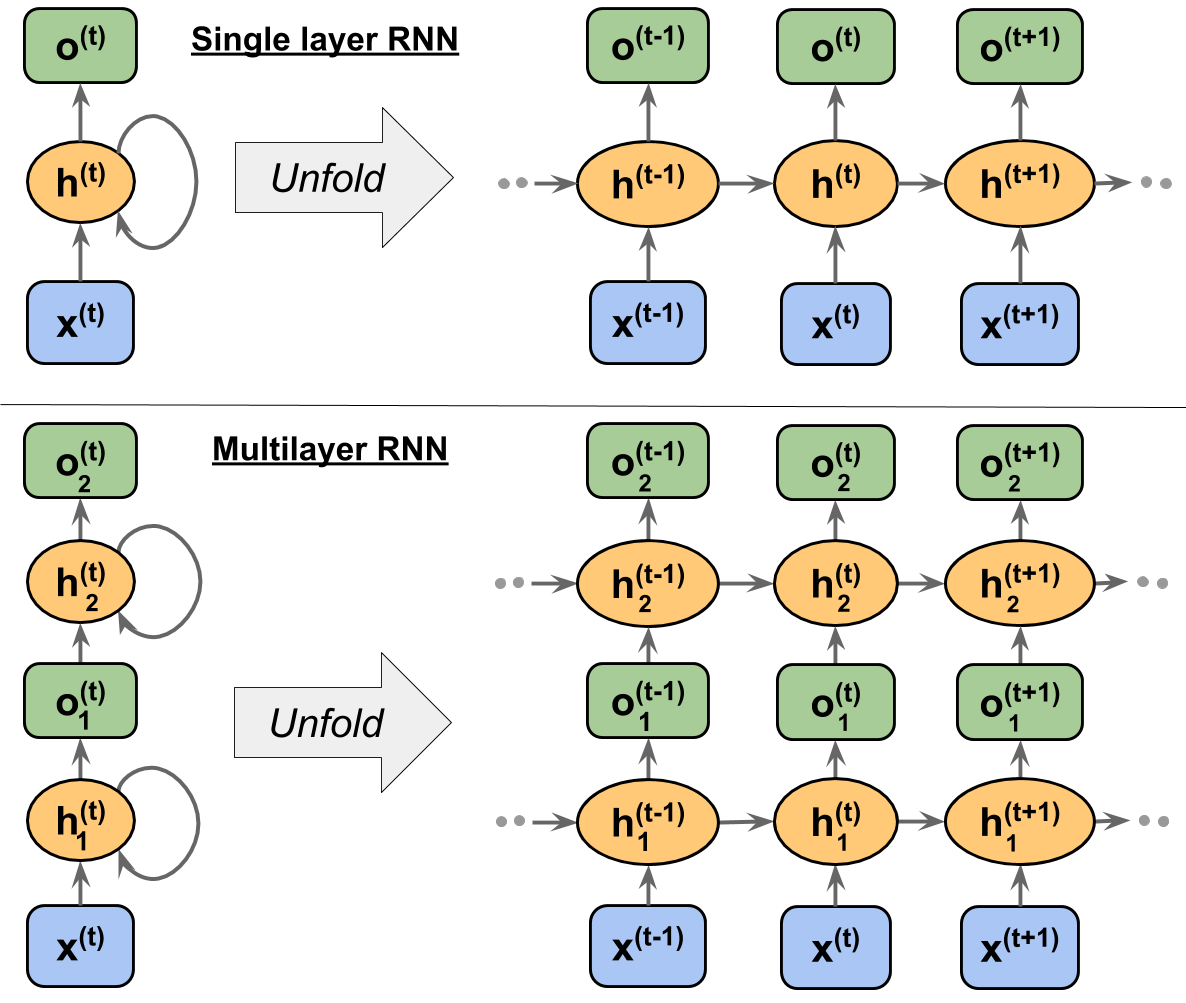 Single layer RNN
o^(t)
h^(t)
x^(t)
Unfold
o^(t-1) o^(t) o^(t+1)
h^(t-1) h^(t) h^(t+1)
x^(t-1) x^(t) x^(t+1)
Multilayer RNN
o_2^(t)
h_2^(t)
o_1^(t)
h_1^(t)
x^(t)
Unfold
o_2^(t-1) o_2^(t) o_2^(t+1)
h_2^(t-1) h_2^(t) h_2^(t+1)
o_1^(t-1) o_1^(t) o_1^(t+1)
h_1^(t-1) h_1^(t) h_1^(t+1)
x^(t-1) x^(t) x^(t+1)